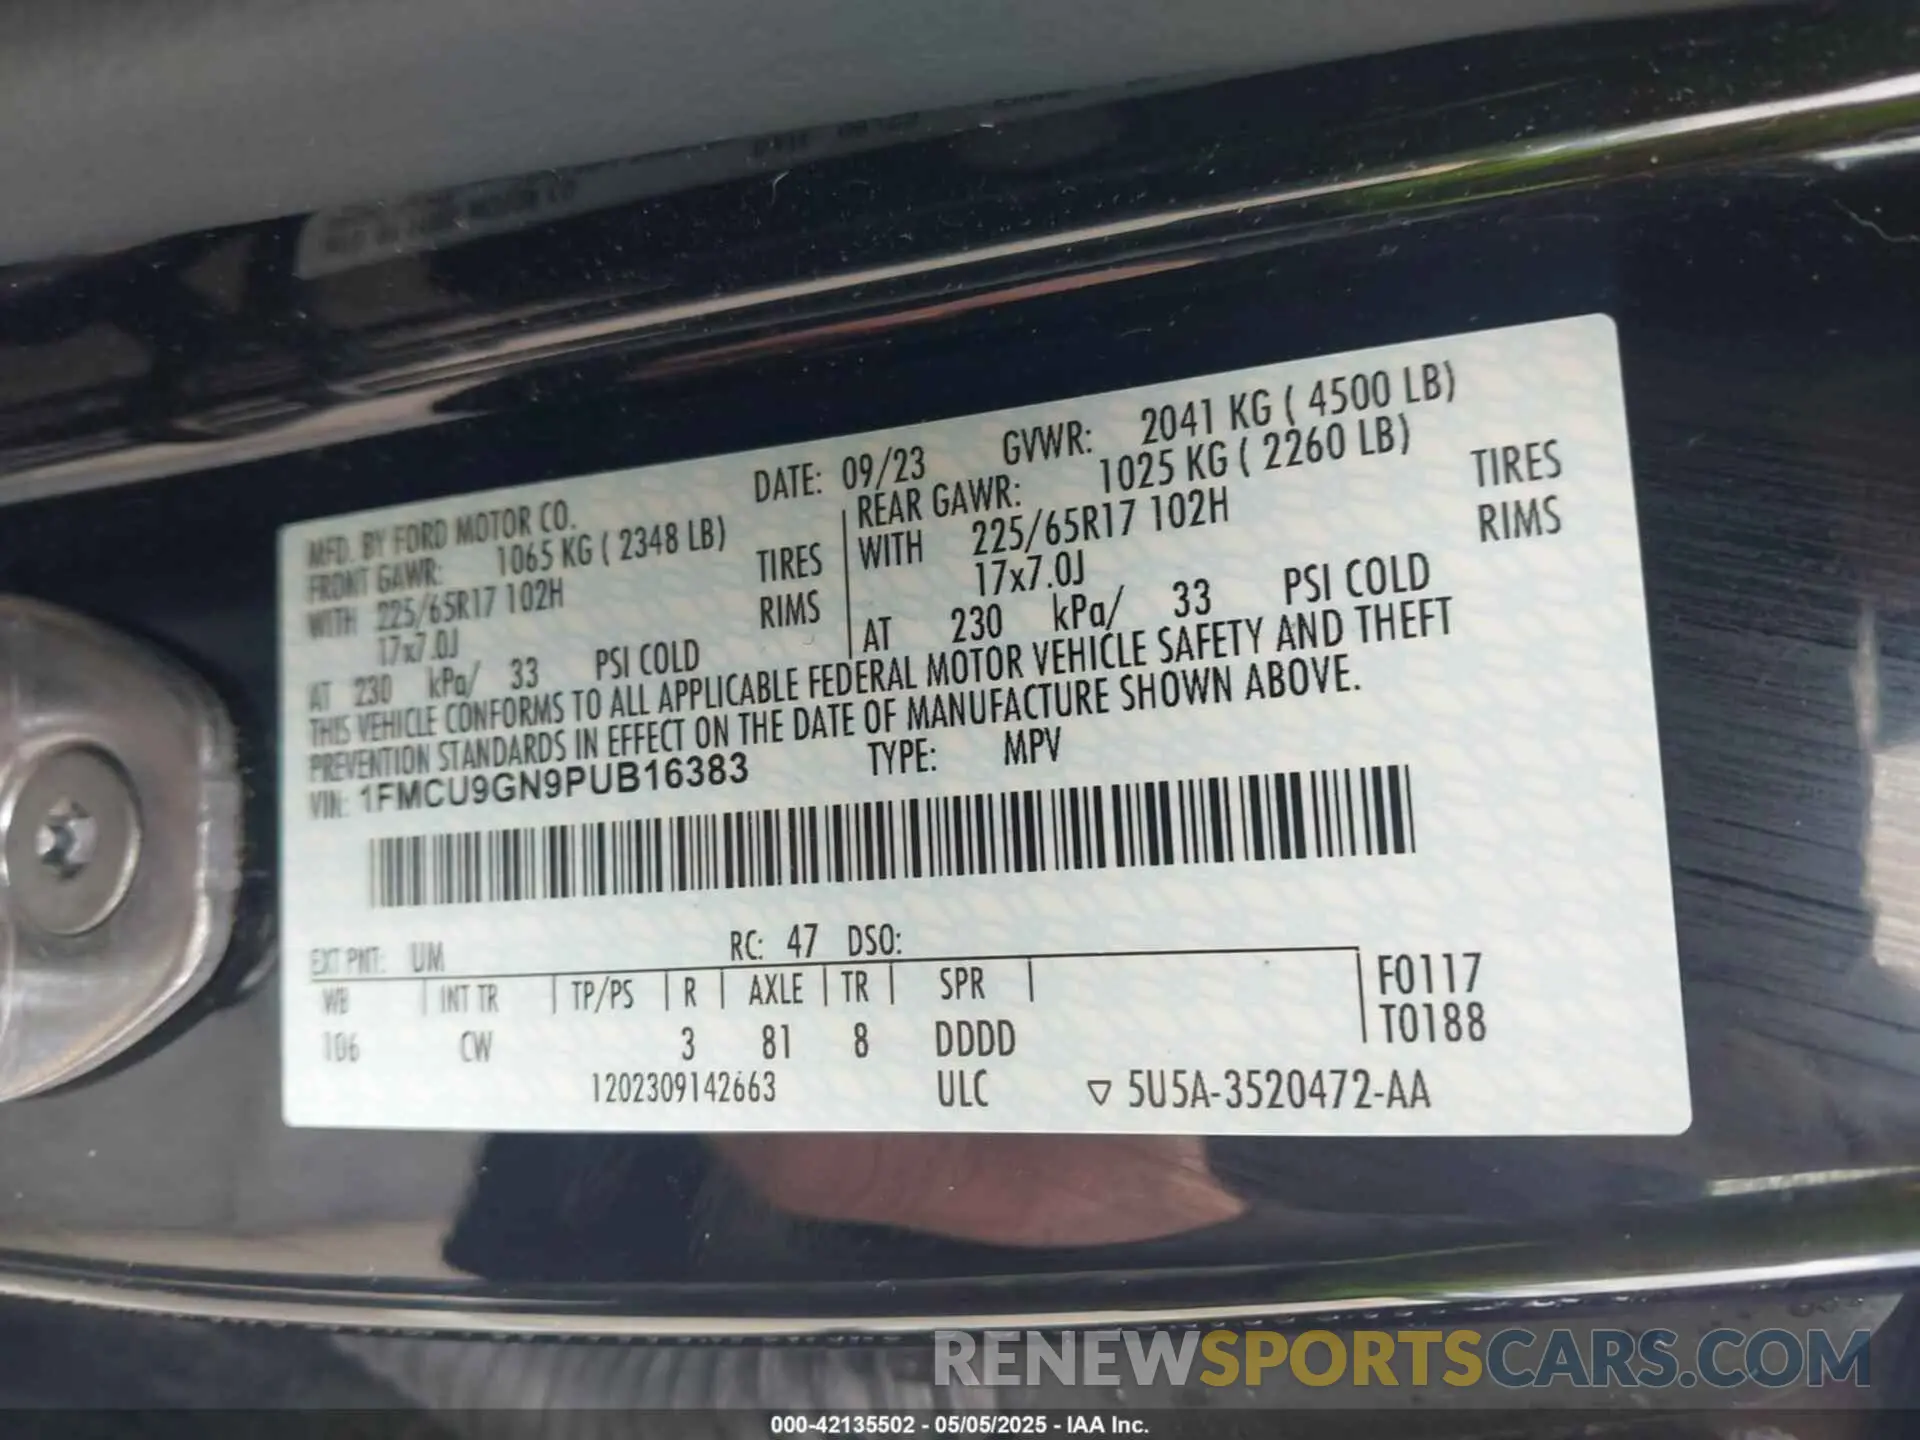 MFD. BY FORD MOTOR CO.
DATE: 09/23 GVWR: 2041 KG ( 4500 LB)
FRONT GAWR: 1065 KG ( 2348 LB)
REAR GAWR: 1025 KG ( 2260 LB)
WITH 225/65R17 102H TIRES
WITH 225/65R17 102H TIRES
17x7.0J RIMS
17x7.0J RIMS
AT 230 kPa/ 33 PSI COLD
AT 230 kPa/ 33 PSI COLD
THIS VEHICLE CONFORMS TO ALL APPLICABLE FEDERAL MOTOR VEHICLE SAFETY AND THEFT
PREVENTION STANDARDS IN EFFECT ON THE DATE OF MANUFACTURE SHOWN ABOVE.
VIN: 1FMCU9GN9PUB16383 TYPE: MPV
EXT PNT: UM RC: 47 DSO:
WB INT TR TP/PS R AXLE TR SPR
106 CW 3 81 8 DDDD
F0117
T0188
1202309142663 ULC ▽ 5U5A-3520472-AA
RENEWSPORTSCARS.COM
000-42135502 - 05/05/2025 - IAA Inc.